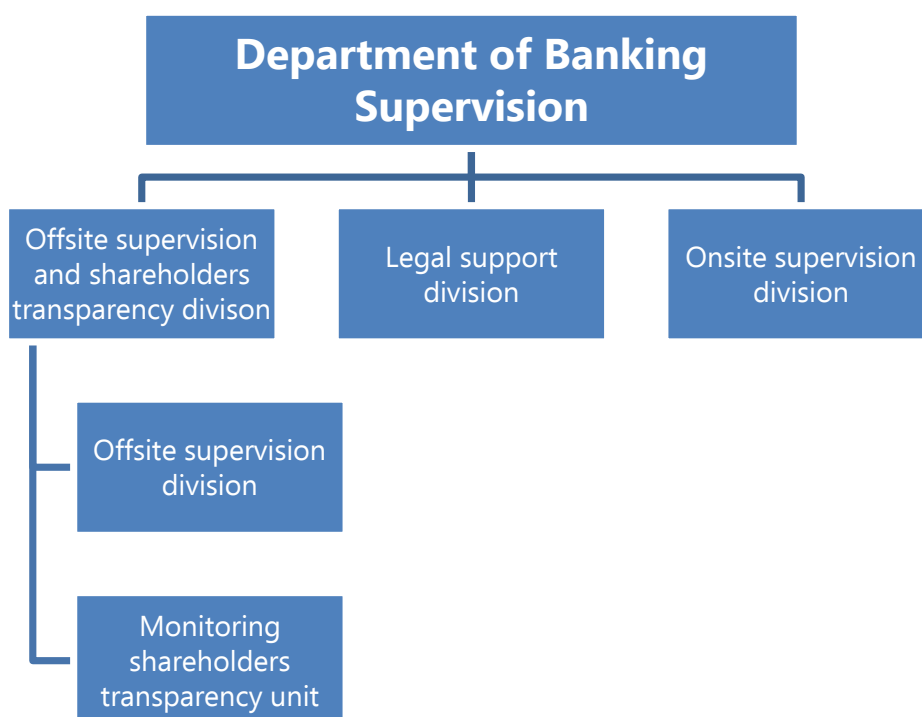 Department of Banking
Supervision
Offsite supervision
and shareholders
transparency divison
Legal support
division
Onsite supervision
division
Offsite supervision
division
Monitoring
shareholders
transparency unit